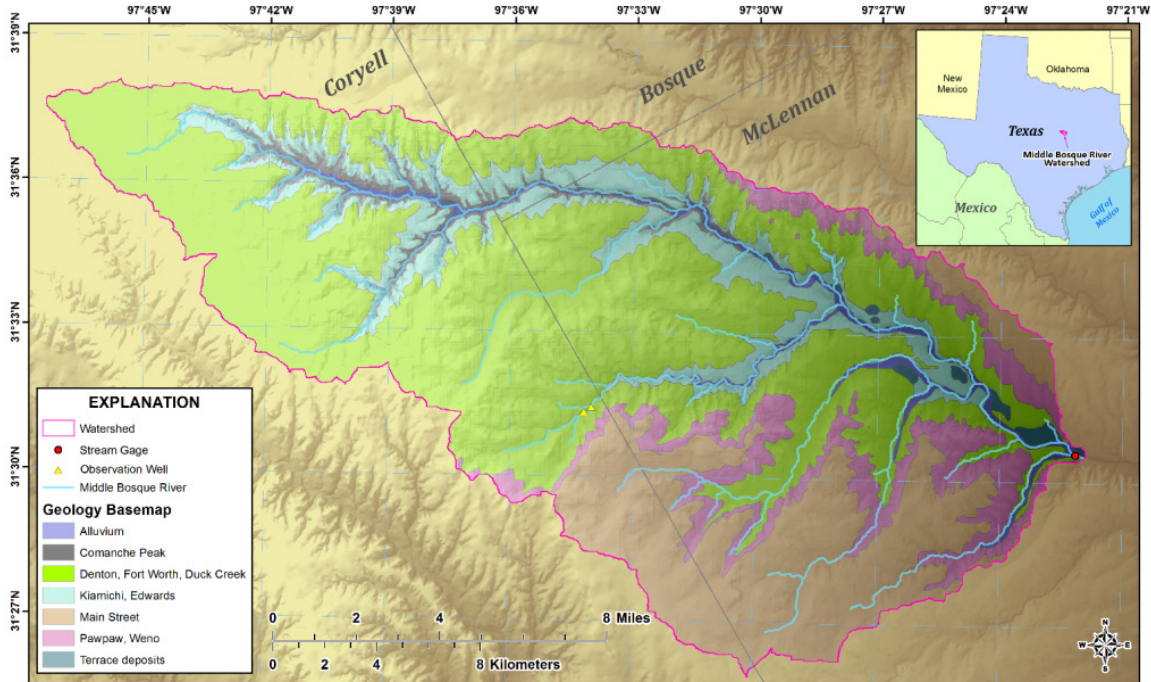 97°45'W 97°42'W 97°39'W 97°36'W 97°33'W 97°30'W 97°27'W 97°24'W 97°21'W
31°39'N
31°36'N
31°33'N
31°30'N
31°27'N
Coryell
Bosque
McLennan
New
Mexico
Oklahoma
Texas
Middle Bosque River
Watershed
Mexico
Gulf of
Mexico
EXPLANATION
Watershed
Stream Gage
Observation Well
Middle Bosque River
Geology Basemap
Alluvium
Comanche Peak
Denton, Fort Worth, Duck Creek
Kiamichi, Edwards
Main Street
Pawpaw, Weno
Terrace deposits
0 2 4 8 Miles
0 2 4 8 Kilometers
N
W E
S